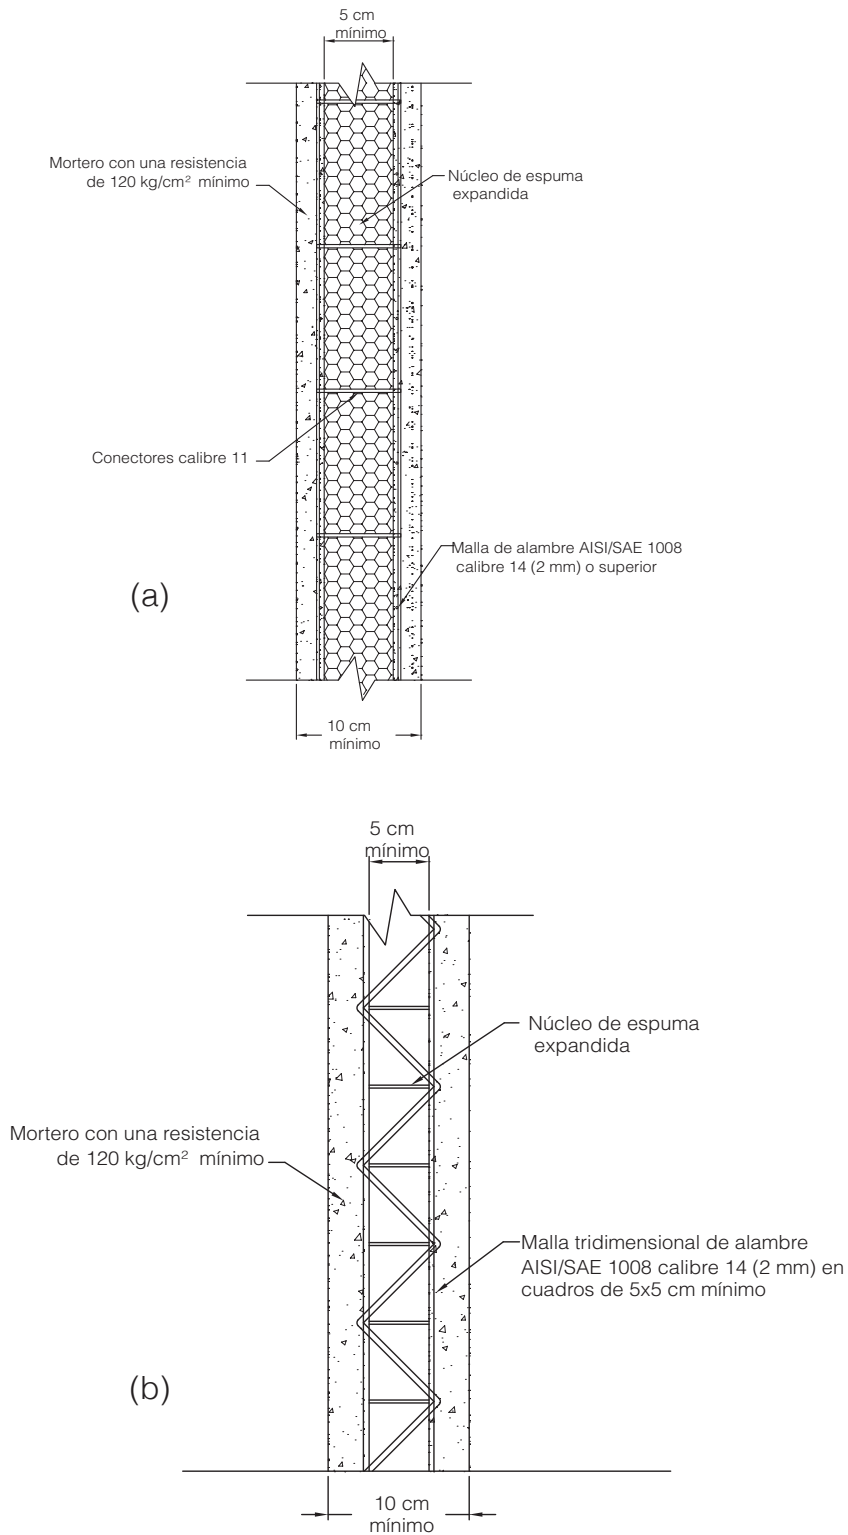 5 cm
mínimo
Mortero con una resistencia
de 120 kg/cm² mínimo
Núcleo de espuma
expandida
Conectores calibre 11
Malla de alambre AISI/SAE 1008
calibre 14 (2 mm) o superior
(a)
10 cm
mínimo
5 cm
mínimo
Núcleo de espuma
expandida
Mortero con una resistencia
de 120 kg/cm² mínimo
Malla tridimensional de alambre
AISI/SAE 1008 calibre 14 (2 mm) en
cuadros de 5x5 cm mínimo
(b)
10 cm
mínimo